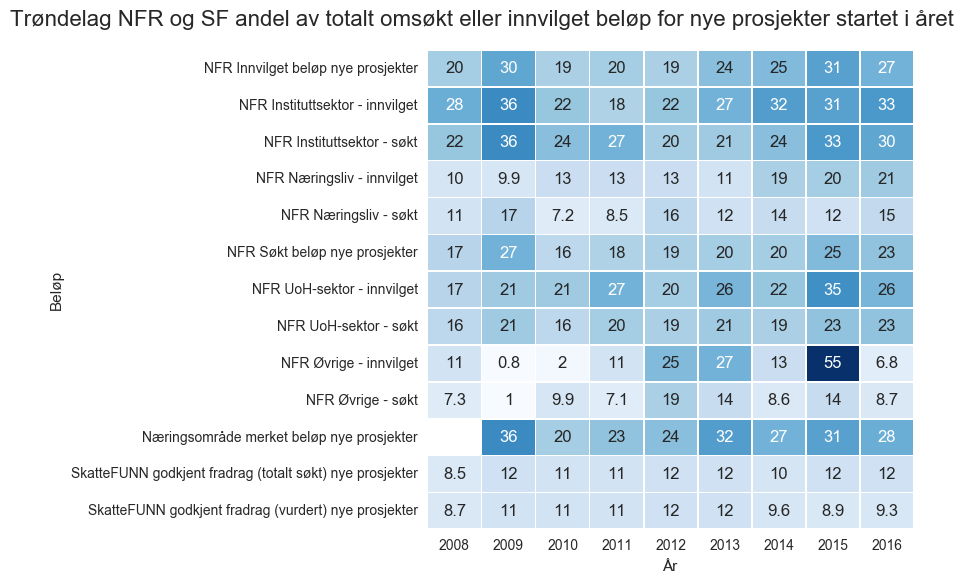 Trøndelag NFR og SF andel av totalt omsøkt eller innvilget beløp for nye prosjekter startet i året
NFR Innvilget beløp nye prosjekter 20 30 19 20 19 24 25 31 27
NFR Instituttsektor - innvilget 28 36 22 18 22 27 32 31 33
NFR Instituttsektor - søkt 22 36 24 27 20 21 24 33 30
NFR Næringsliv - innvilget 10 9.9 13 13 13 11 19 20 21
NFR Næringsliv - søkt 11 17 7.2 8.5 16 12 14 12 15
NFR Søkt beløp nye prosjekter 17 27 16 18 19 20 20 25 23
NFR UoH-sektor - innvilget 17 21 21 27 20 26 22 35 26
Beløp
NFR UoH-sektor - søkt 16 21 16 20 19 21 19 23 23
NFR Øvrige - innvilget 11 0.8 2 11 25 27 13 55 6.8
NFR Øvrige - søkt 7.3 1 9.9 7.1 19 14 8.6 14 8.7
Næringsområde merket beløp nye prosjekter 36 20 23 24 32 27 31 28
SkatteFUNN godkjent fradrag (totalt søkt) nye prosjekter 8.5 12 11 11 12 12 10 12 12
SkatteFUNN godkjent fradrag (vurdert) nye prosjekter 8.7 11 11 11 12 12 9.6 8.9 9.3
2008 2009 2010 2011 2012 2013 2014 2015 2016
År